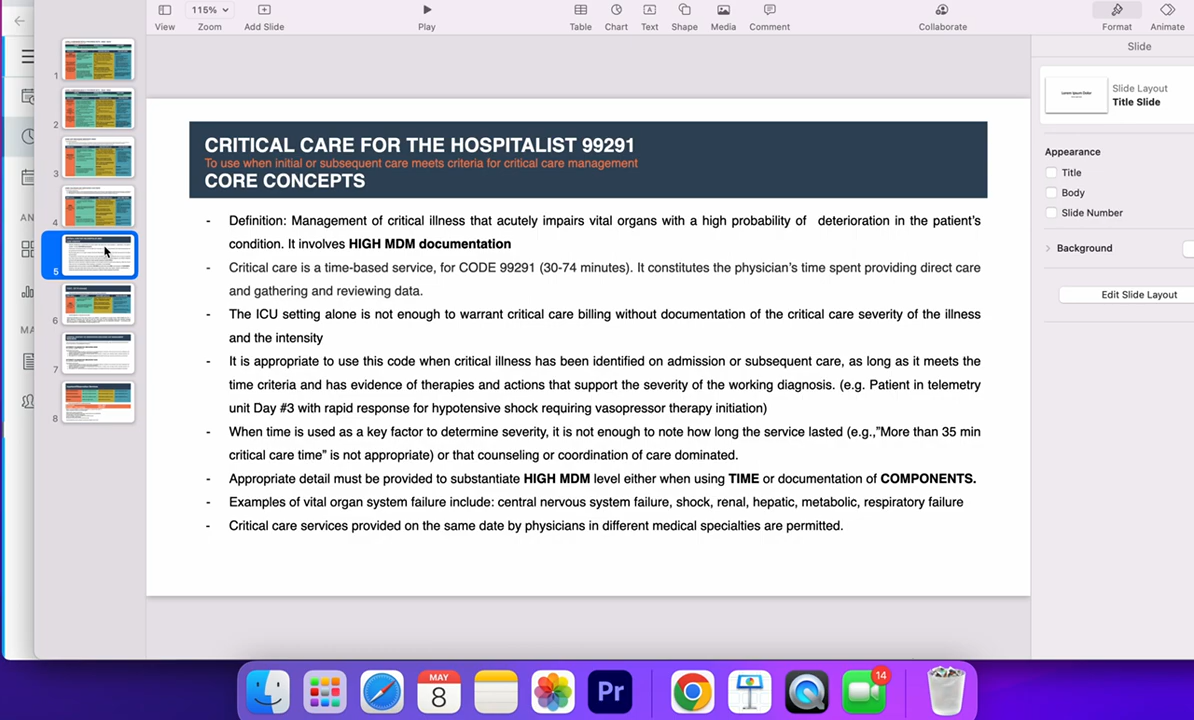 115%
View
Zoom
Add Slide
Play
Table
Chart
Text
Shape
Media
Comment
Collaborate
Format
Animate
Slide
Slide Layout
Title Slide
Appearance
Title
Body
Slide Number
Background
Edit Slide Layout
1
2
3
4
5
6
7
8
AN
MA
CRITICAL CARE FOR THE HOSPITALIST 99291
To use when initial or subsequent care meets criteria for critical care management
CORE CONCEPTS
- Definition: Management of critical illness that acutely impairs vital organs with a high probability of deterioration in the patient's
condition. It involves HIGH MDM documentation
- Critical care is a time-based service, for CODE 99291 (30-74 minutes). It constitutes the physician's time spent providing direct care
and gathering and reviewing data.
- The ICU setting alone is not enough to warrant critical care billing without documentation of the critical care severity of the illness
and the intensity
- It is appropriate to use this code when critical illness has been identified on admission or subsequent care, as long as it meets the
time criteria and has evidence of therapies and actions that support the severity of the working diagnosis. (e.g. Patient in telemetry
unit Day #3 with rapid response for hypotensive shock requiring vasopressor therapy initiation)
- When time is used as a key factor to determine severity, it is not enough to note how long the service lasted (e.g.,"More than 35 min
critical care time" is not appropriate) or that counseling or coordination of care dominated.
- Appropriate detail must be provided to substantiate HIGH MDM level either when using TIME or documentation of COMPONENTS.
- Examples of vital organ system failure include: central nervous system failure, shock, renal, hepatic, metabolic, respiratory failure
- Critical care services provided on the same date by physicians in different medical specialties are permitted.
MAY
8
Pr
14